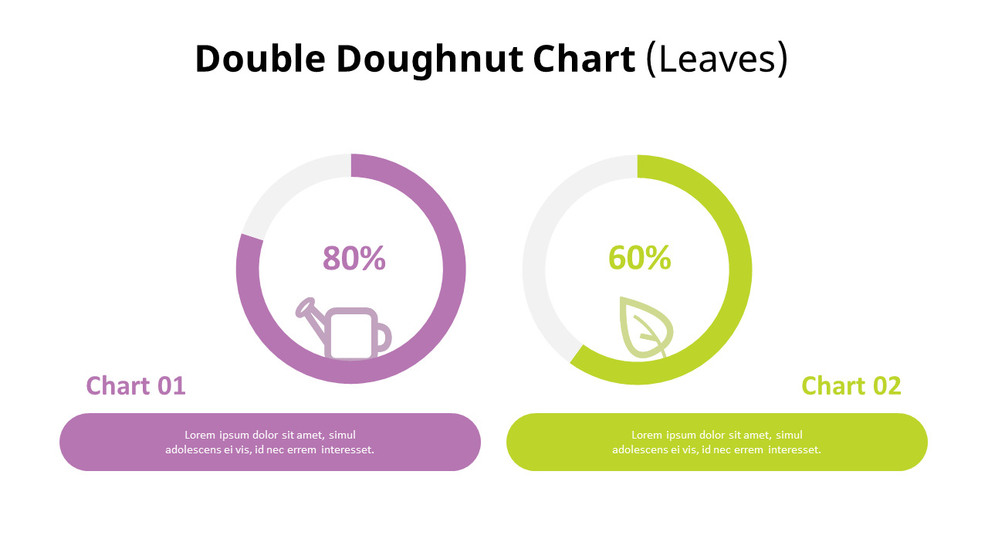 Double Doughnut Chart (Leaves)
80%
60%
Chart 01
Chart 02
Lorem ipsum dolor sit amet, simul
adolescens ei vis, id nec errem interesset.
Lorem ipsum dolor sit amet, simul
adolescens ei vis, id nec errem interesset.